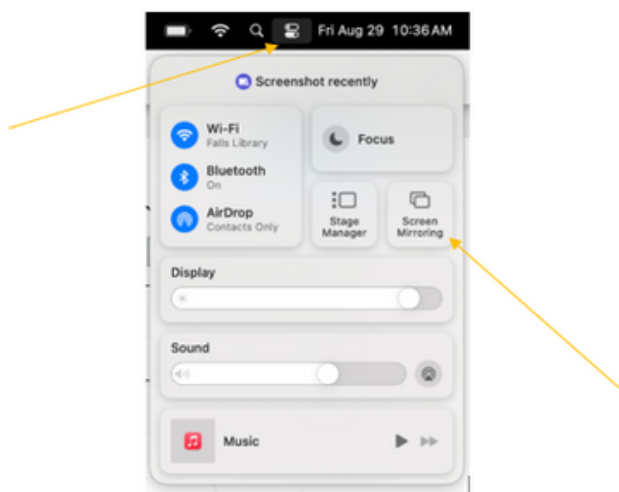 Fri Aug 29 10:36 AM
Screenshot recently
Wi-Fi
Falls Library
Bluetooth
On
AirDrop
Contacts Only
Focus
Stage
Manager
Screen
Mirroring
Display
Sound
Music